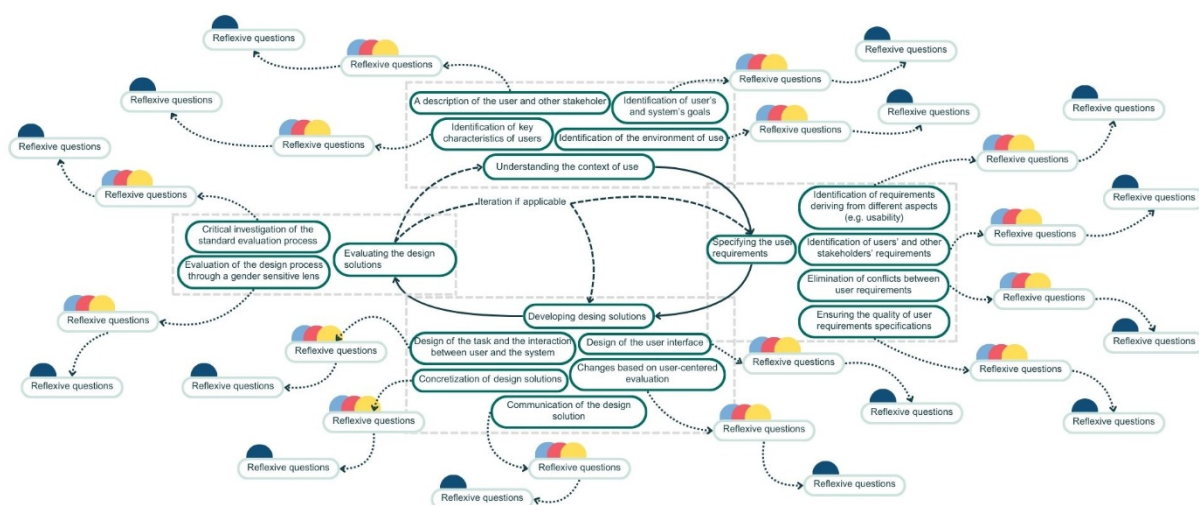 Reflexive questions
Reflexive questions
Reflexive questions
Reflexive questions
Reflexive questions
Reflexive questions
Reflexive questions
Reflexive questions
A description of the user and other stakeholer
Identification of user's
and system's goals
Identification of key
characteristics of users
Identification of the environment of use
Understanding the context of use
Reflexive questions
Reflexive questions
Reflexive questions
Reflexive questions
Iteration if applicable
Critical investigation of the
standard evaluation process
Evaluation of the design process
through a gender sensitive lens
Evaluating the design
solutions
Specifying the user
requirements
Identification of requirements
deriving from different aspects
(e.g. usability)
Identification of users' and other
stakeholders' requirements
Elimination of conflicts between
user requirements
Ensuring the quality of user
requirements specifications
Reflexive questions
Reflexive questions
Reflexive questions
Reflexive questions
Reflexive questions
Reflexive questions
Reflexive questions
Reflexive questions
Developing desing solutions
Design of the task and the interaction
between user and the system
Design of the user interface
Concretization of design solutions
Changes based on user-centered
evaluation
Communication of the design
solution
Reflexive questions
Reflexive questions
Reflexive questions
Reflexive questions
Reflexive questions
Reflexive questions
Reflexive questions
Reflexive questions
Reflexive questions
Reflexive questions